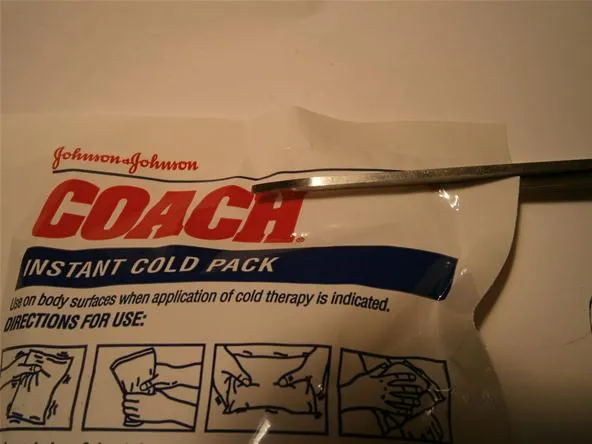 Johnson & Johnson
COACH®
INSTANT COLD PACK
Use on body surfaces when application of cold therapy is indicated.
DIRECTIONS FOR USE: